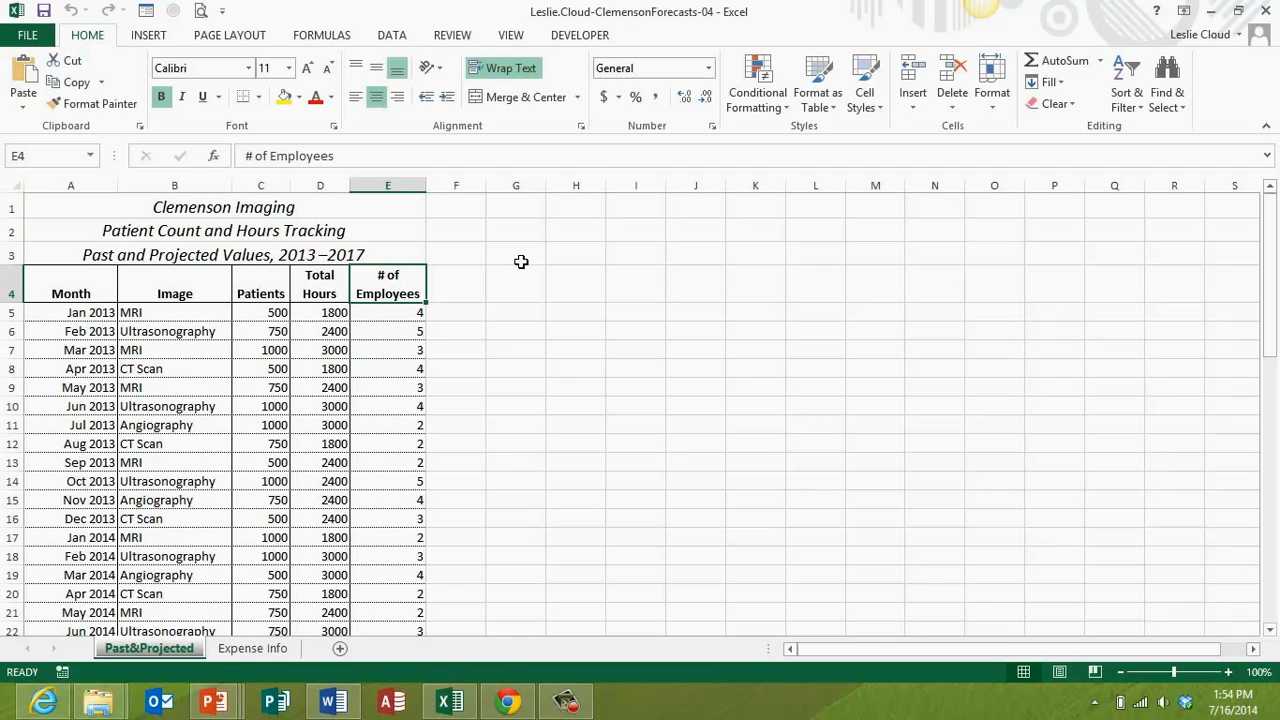 Leslie.Cloud-ClemensonForecasts-04 - Excel
FILE HOME INSERT PAGE LAYOUT FORMULAS DATA REVIEW VIEW DEVELOPER Leslie Cloud
Paste Cut Copy Format Painter Clipboard
Calibri 11 B I U A Font
Wrap Text Merge & Center Alignment
General $ % , Number
Conditional Formatting Format as Table Cell Styles Styles
Insert Delete Format Cells
AutoSum Fill Clear Sort & Filter Find & Select Editing
E4 fx # of Employees
A B C D E F G H I J K L M N O P Q R S
1 Clemenson Imaging
2 Patient Count and Hours Tracking
3 Past and Projected Values, 2013–2017
4 Month Image Patients Total Hours # of Employees
5 Jan 2013 MRI 500 1800 4
6 Feb 2013 Ultrasonography 750 2400 5
7 Mar 2013 MRI 1000 3000 3
8 Apr 2013 CT Scan 500 1800 4
9 May 2013 MRI 750 2400 3
10 Jun 2013 Ultrasonography 1000 3000 4
11 Jul 2013 Angiography 1000 3000 2
12 Aug 2013 CT Scan 750 1800 2
13 Sep 2013 MRI 500 2400 2
14 Oct 2013 Ultrasonography 1000 2400 5
15 Nov 2013 Angiography 750 2400 4
16 Dec 2013 CT Scan 500 2400 3
17 Jan 2014 MRI 1000 1800 2
18 Feb 2014 Ultrasonography 1000 3000 3
19 Mar 2014 Angiography 500 3000 4
20 Apr 2014 CT Scan 750 1800 2
21 May 2014 MRI 750 2400 2
22 Jun 2014 Ultrasonography 750 3000 3
Past&Projected Expense Info
READY 100%
1:54 PM
7/16/2014